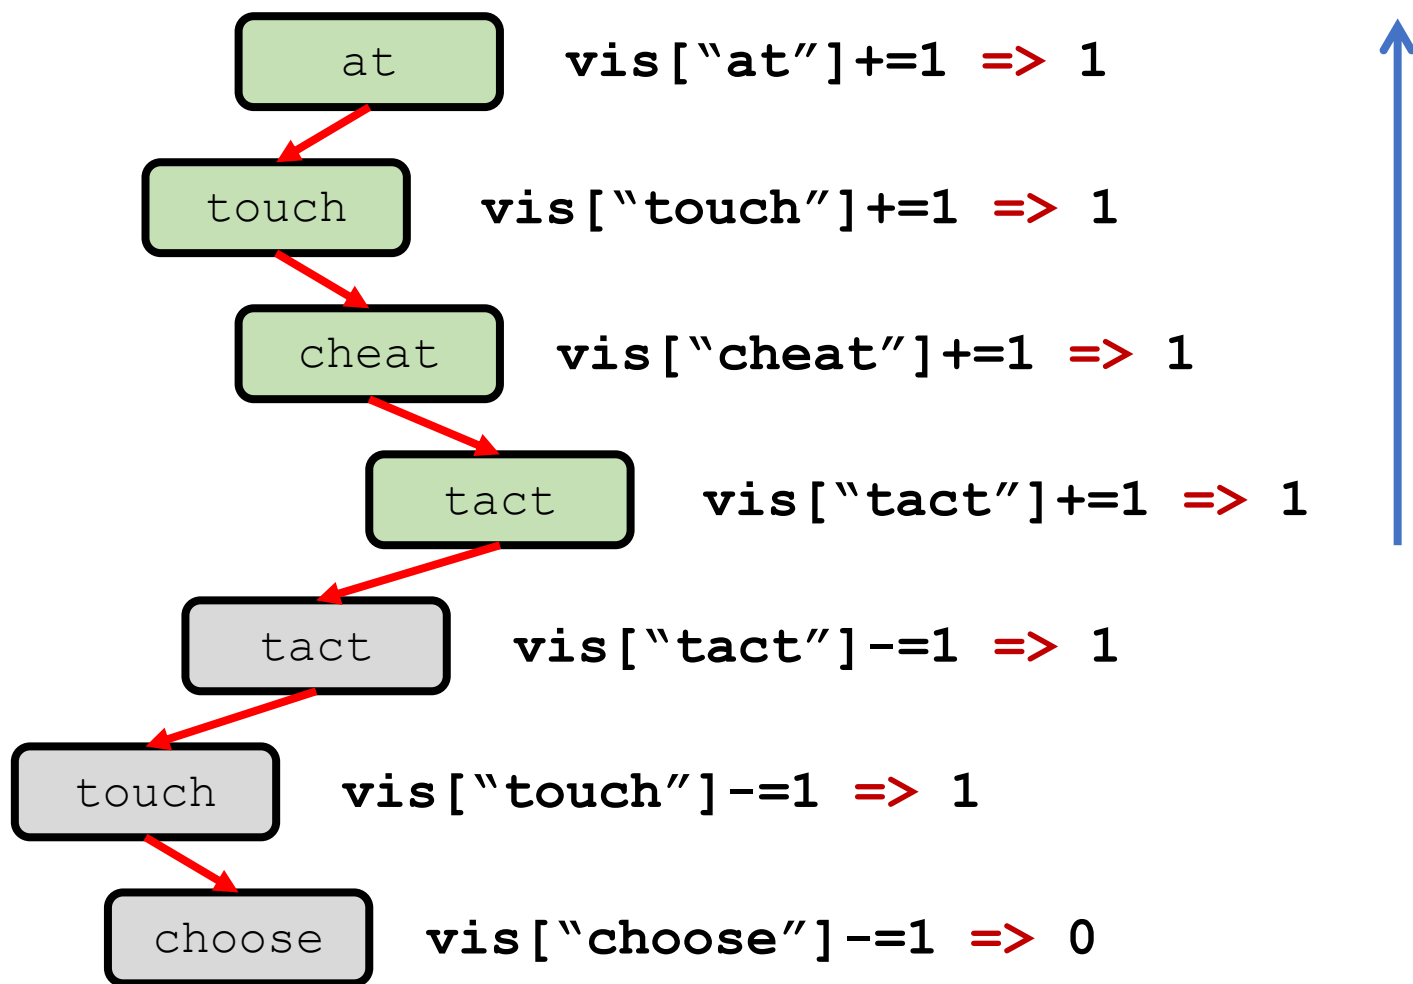 at vis[“at”]+=1 => 1
touch vis[“touch”]+=1 => 1
cheat vis[“cheat”]+=1 => 1
tact vis[“tact”]+=1 => 1
tact vis[“tact”]-=1 => 1
touch vis[“touch”]-=1 => 1
choose vis[“choose”]-=1 => 0